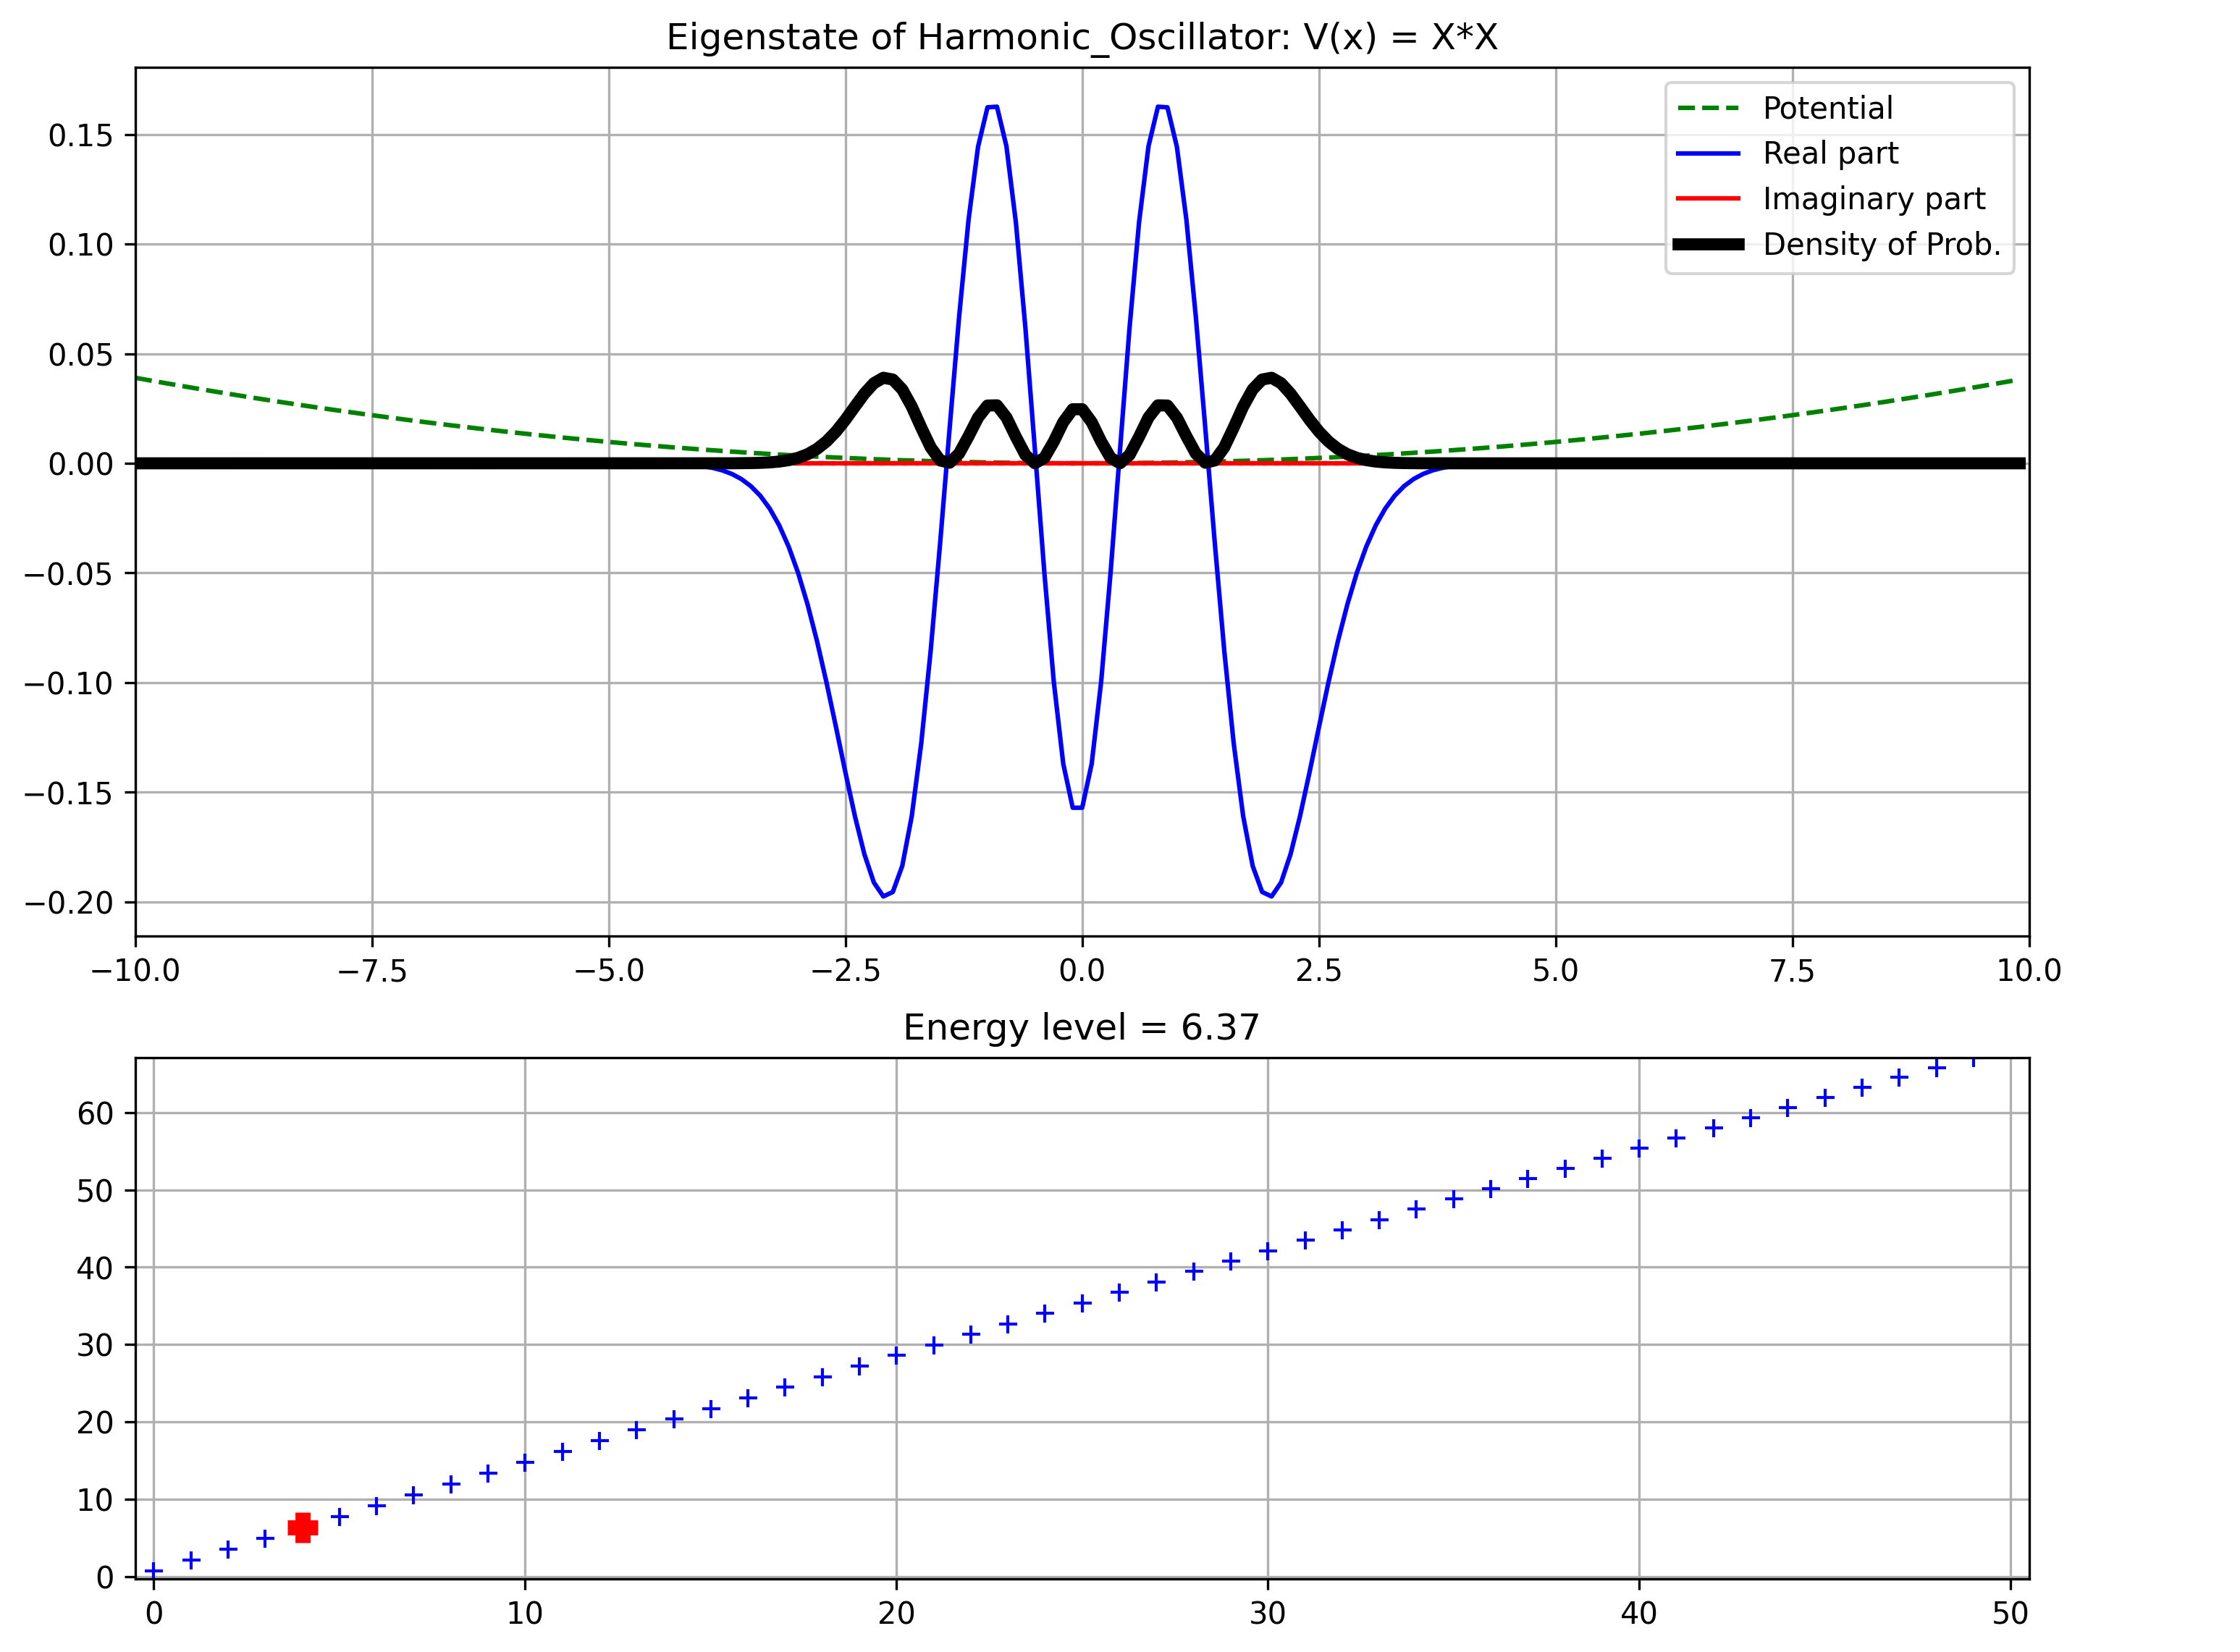 Eigenstate of Harmonic_Oscillator: V(x) = X*X
Potential
Real part
Imaginary part
Density of Prob.
0.15
0.10
0.05
0.00
−0.05
−0.10
−0.15
−0.20
−10.0 −7.5 −5.0 −2.5 0.0 2.5 5.0 7.5 10.0
Energy level = 6.37
60
50
40
30
20
10
0
0 10 20 30 40 50